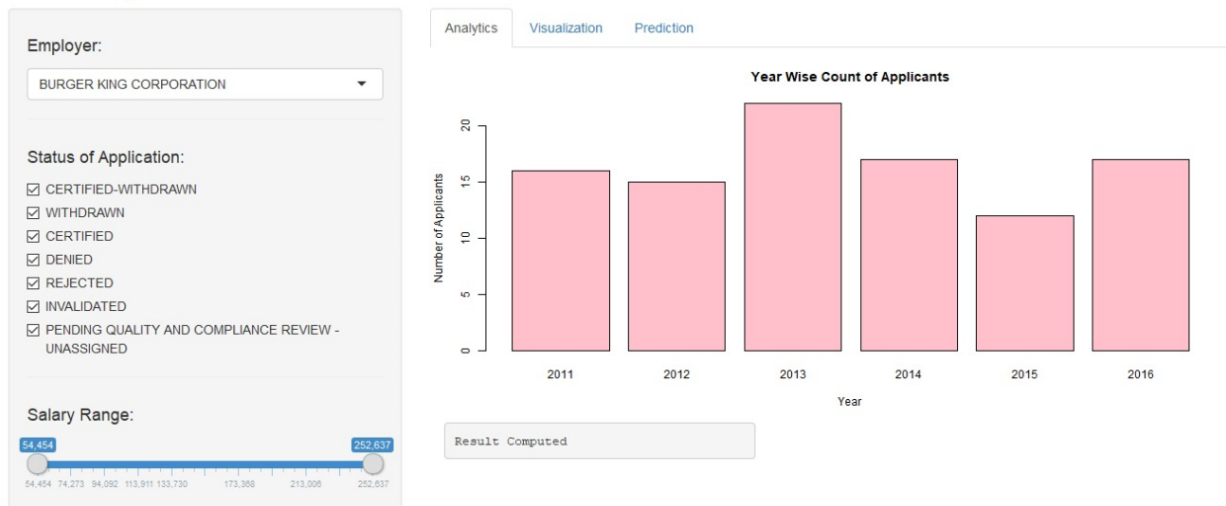 Employer:
BURGER KING CORPORATION
Status of Application:
CERTIFIED-WITHDRAWN
WITHDRAWN
CERTIFIED
DENIED
REJECTED
INVALIDATED
PENDING QUALITY AND COMPLIANCE REVIEW -
UNASSIGNED
Salary Range:
54,454 252,637
54,454 74,273 94,092 113,911 133,730 173,368 213,006 252,637
Analytics Visualization Prediction
Year Wise Count of Applicants
Number of Applicants
20
15
10
5
0
2011 2012 2013 2014 2015 2016
Year
Result Computed